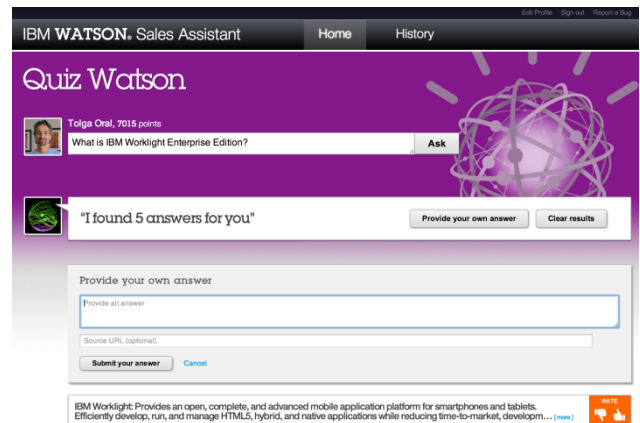 Edit Profile Sign out Report a Bug
IBM WATSON® Sales Assistant Home History
Quiz Watson
Tolga Oral, 7015 points
What is IBM Worklight Enterprise Edition? Ask
"I found 5 answers for you" Provide your own answer Clear results
Provide your own answer
Provide an answer
Source URL (optional)
Submit your answer Cancel
IBM Worklight: Provides an open, complete, and advanced mobile application platform for smartphones and tablets.
Efficiently develop, run, and manage HTML5, hybrid, and native applications while reducing time-to-market, developm... [more]
RATE